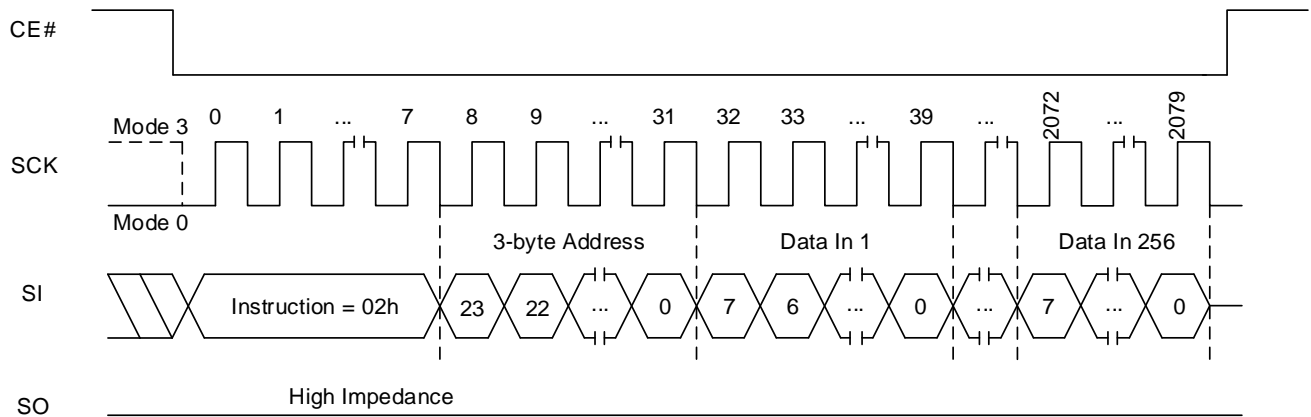 CE#
0 1 ... 7 8 9 ... 31 32 33 ... 39 ... 2072 ... 2079
Mode 3
SCK
Mode 0
3-byte Address Data In 1 Data In 256
SI
Instruction = 02h 23 22 ... 0 7 6 ... 0 ... 7 ... 0
High Impedance
SO